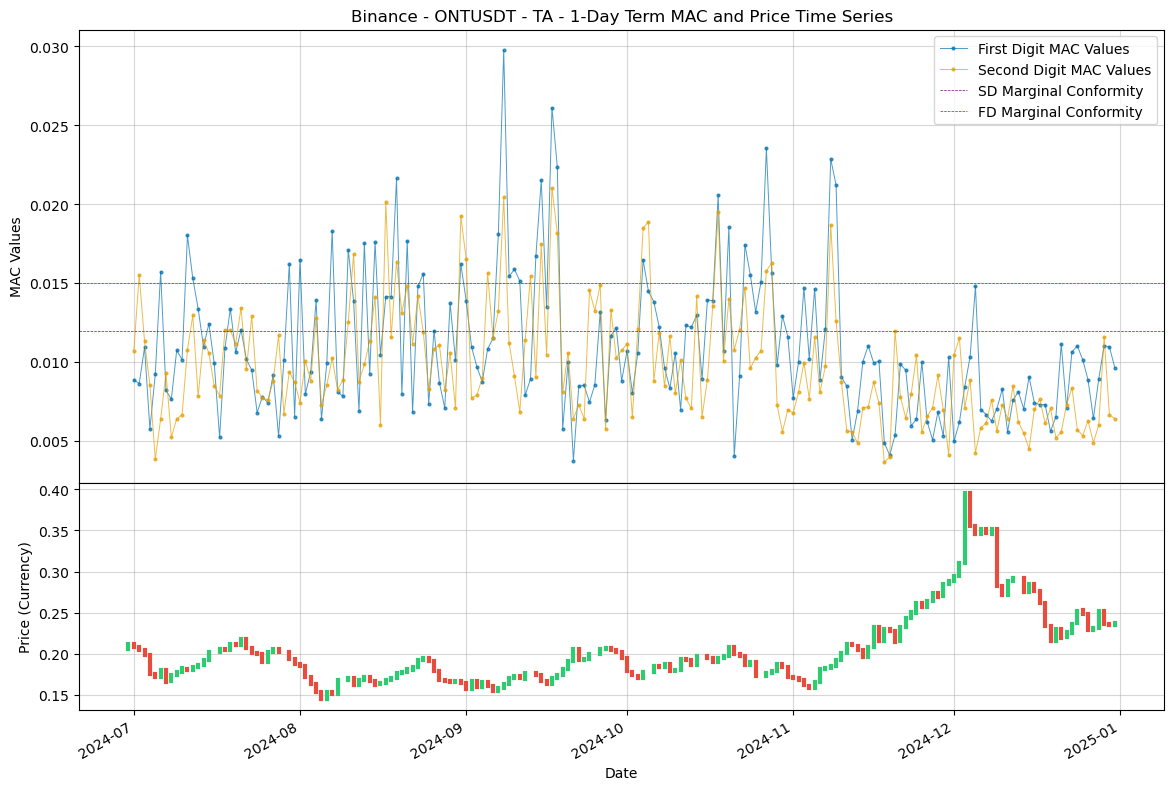 Binance - ONTUSDT - TA - 1-Day Term MAC and Price Time Series
First Digit MAC Values
Second Digit MAC Values
SD Marginal Conformity
FD Marginal Conformity
MAC Values
0.030
0.025
0.020
0.015
0.010
0.005
Price (Currency)
0.40
0.35
0.30
0.25
0.20
0.15
2024-07
2024-08
2024-09
2024-10
2024-11
2024-12
2025-01
Date